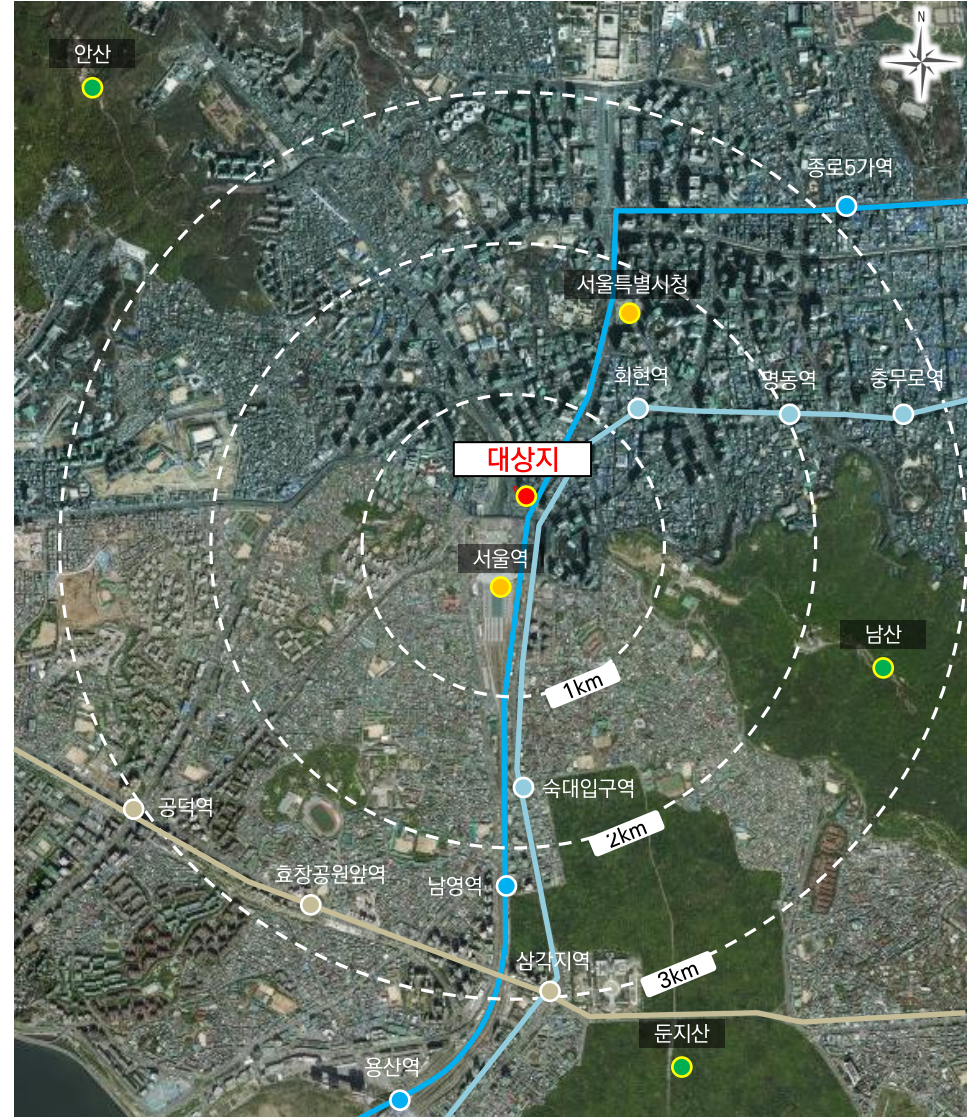 N
안산
종로5가역
서울특별시청
회현역
명동역
충무로역
대상지
서울역
남산
1km
숙대입구역
공덕역
2km
효창공원앞역
남영역
삼각지역
3km
둔지산
용산역